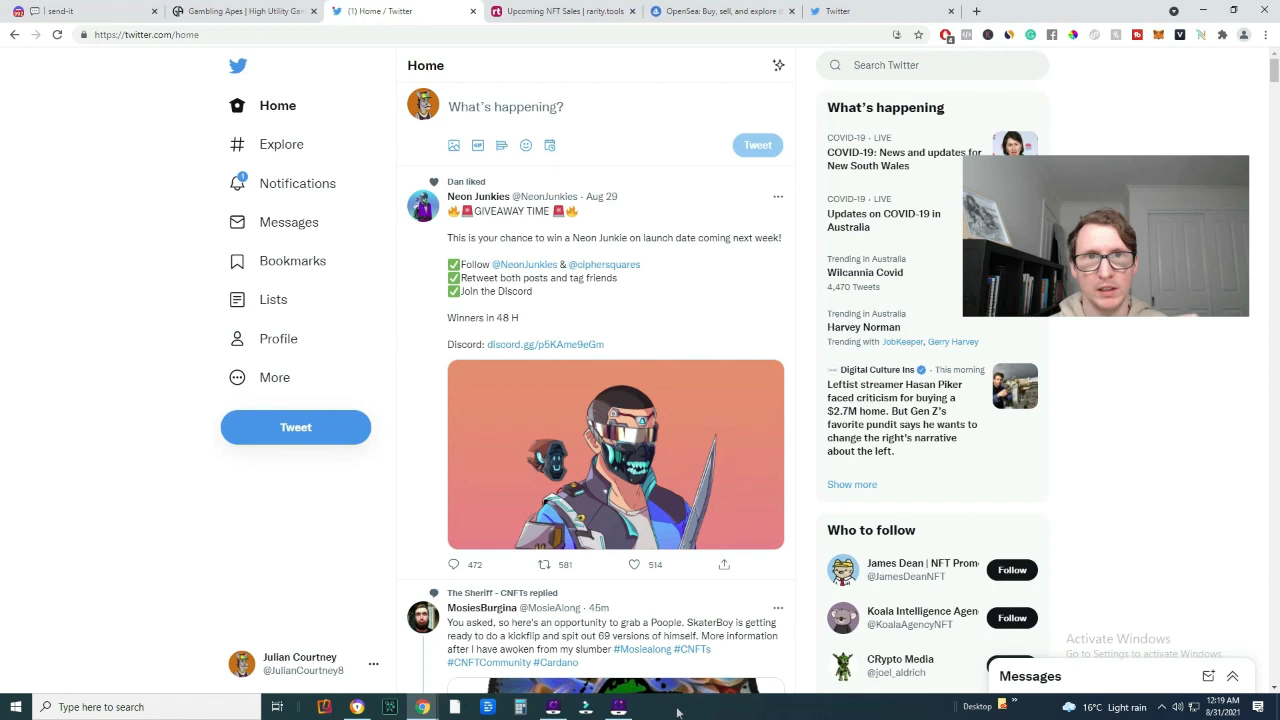 send-it
Gambling Apes | High Utility Ga
(1) Home / Twitter
Upcoming NFT Sales | rarity.tools
OpenSea: Buy, sell, and explore d
Twitter
https://twitter.com/home
Home
Explore
Notifications
Messages
Bookmarks
Lists
Profile
More
Tweet
Julian Courtney
@JulianCourtney8
Home
What's happening?
GIF
Tweet
Dan liked
Neon Junkies @NeonJunkies · Aug 29
🔥🚨GIVEAWAY TIME 🚨🔥
This is your chance to win a Neon Junkie on launch date coming next week!
✅Follow @NeonJunkies & @ciphersquares
✅Retweet both posts and tag friends
✅Join the DIscord
Winners in 48 H
Discord: discord.gg/p5KAme9eGm
472
581
514
The Sheriff - CNFTs replied
MosiesBurgina @MosieAlong · 45m
You asked, so here's an opportunity to grab a Poople. SkaterBoy is getting
ready to do a kickflip and spit out 69 versions of himself. More information
after I have awoken from my slumber #Mosiealong #CNFTs
#CNFTCommunity #Cardano
Search Twitter
What's happening
COVID-19 · LIVE
COVID-19: News and updates for
New South Wales
COVID-19 · LIVE
Updates on COVID-19 in
Australia
Trending in Australia
Wilcannia Covid
4,470 Tweets
Trending in Australia
Harvey Norman
Trending with JobKeeper, Gerry Harvey
Digital Culture Ins · This morning
Leftist streamer Hasan Piker
faced criticism for buying a
$2.7M home. But Gen Z's
favorite pundit says he wants to
change the right's narrative
about the left.
Show more
Who to follow
James Dean | NFT Prom
@JamesDeanNFT
Follow
Koala Intelligence Agen
@KoalaAgencyNFT
Follow
CRypto Media
@joel_aldrich
Activate Windows
Go to Settings to activate Windows.
Messages
Type here to search
Desktop
16°C Light rain
12:19 AM
8/31/2021